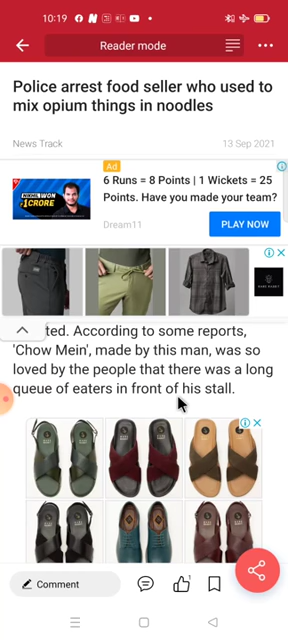 10:19
Reader mode
Police arrest food seller who used to
mix opium things in noodles
News Track
13 Sep 2021
Ad
6 Runs = 8 Points | 1 Wickets = 25
Points. Have you made your team?
Dream11
PLAY NOW
ted. According to some reports,
'Chow Mein', made by this man, was so
loved by the people that there was a long
queue of eaters in front of his stall.
Comment